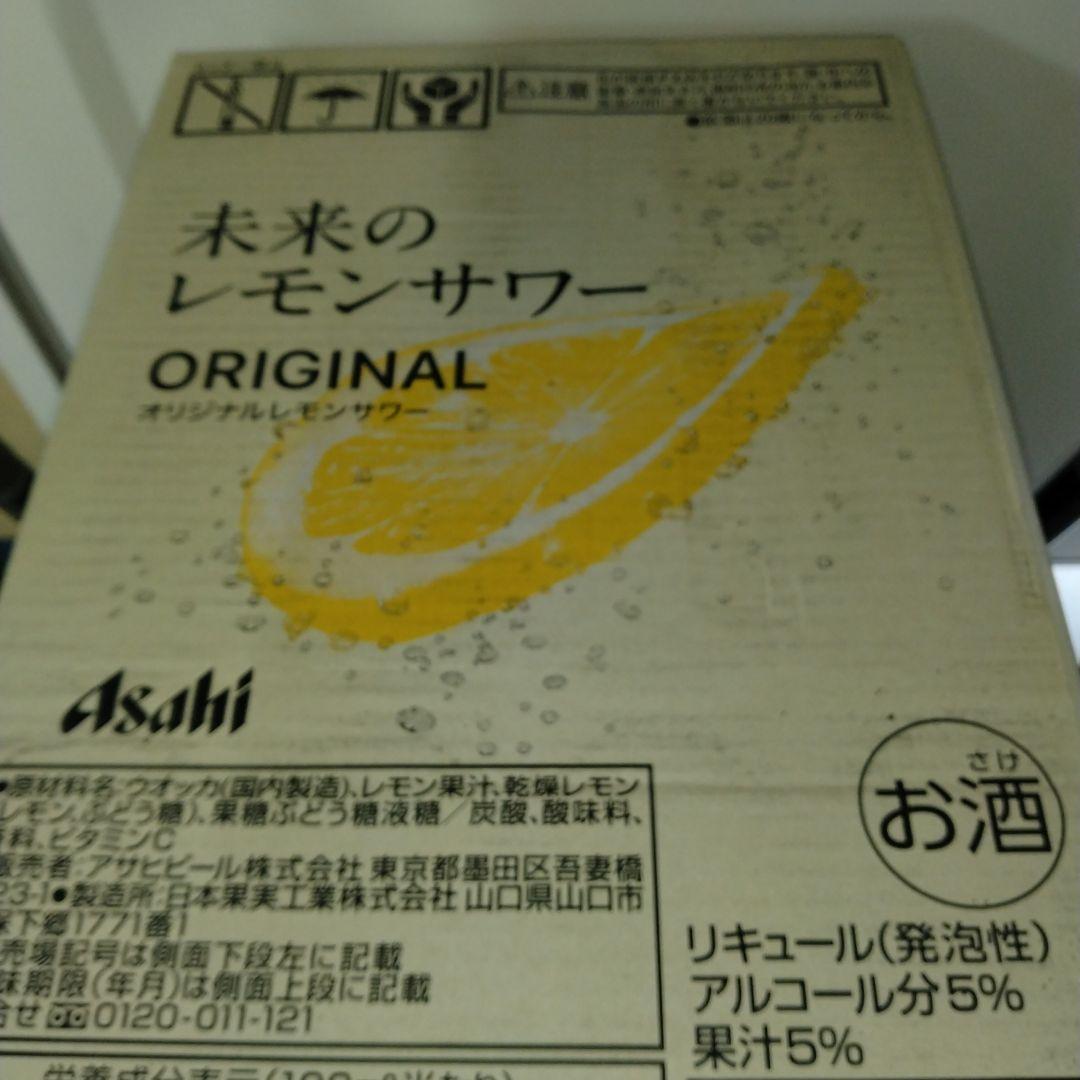 注意
未来の
レモンサワー
ORIGINAL
オリジナルレモンサワー
Asahi
●原材料名:ウオッカ(国内製造)、レモン果汁、乾燥レモン
(レモン、ぶどう糖)、果糖ぶどう糖液糖/炭酸、酸味料、
料、ビタミンC
販売者:アサヒビール株式会社 東京都墨田区吾妻橋
23-1●製造所:日本果実工業株式会社 山口県山口市
下郷1771番1
売場記号は側面下段左に記載
味期限(年月)は側面上段に記載
合せ 0120-011-121
栄養成分表示
さけ
お酒
リキュール(発泡性)
アルコール分5%
果汁5%